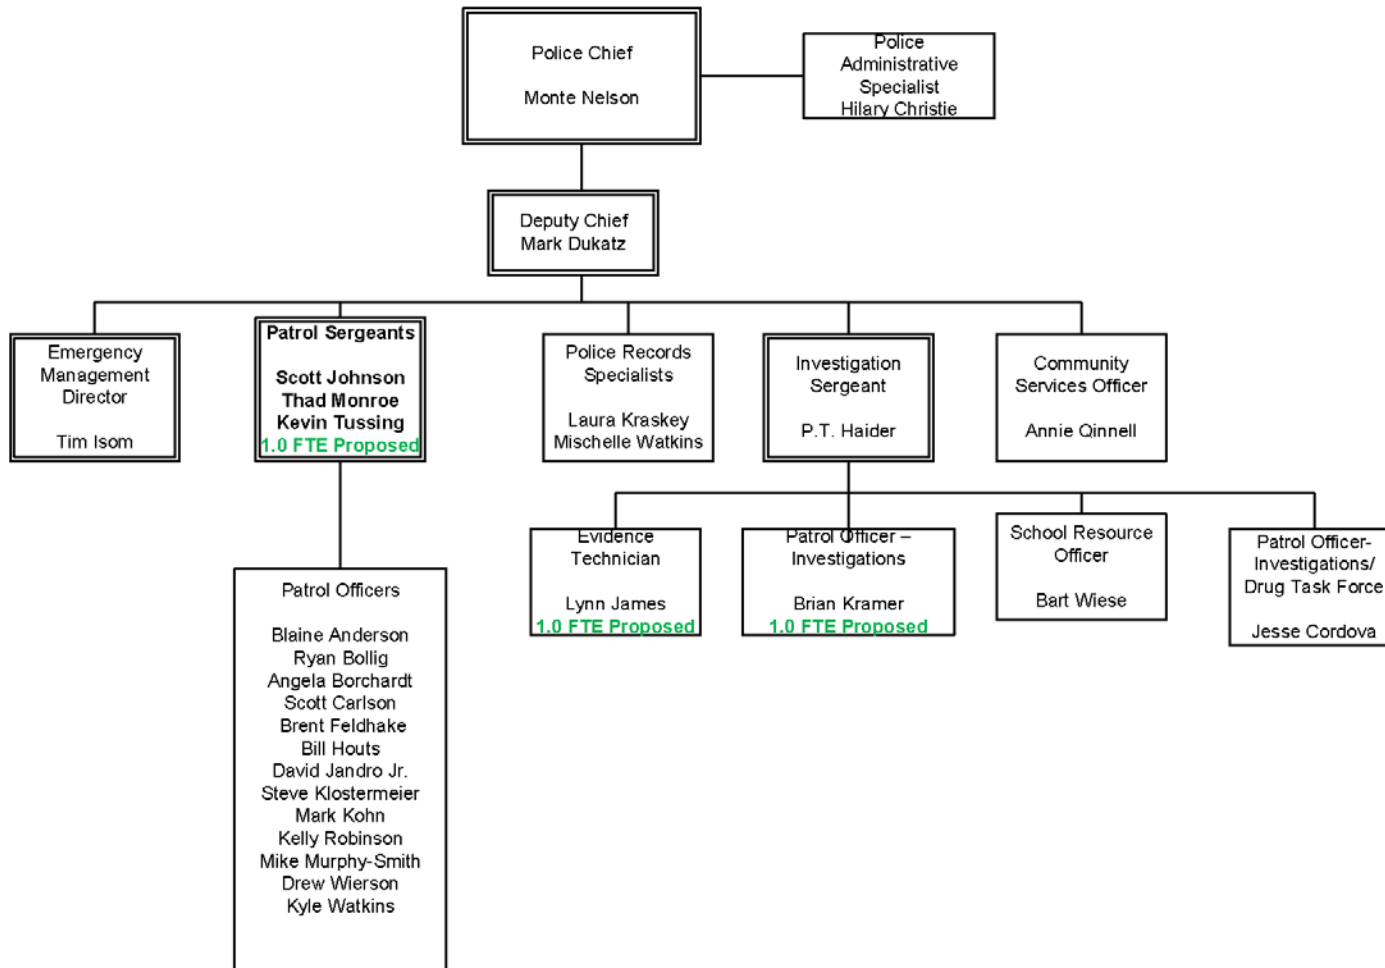 Police Chief
Monte Nelson
Police
Administrative
Specialist
Hilary Christie
Deputy Chief
Mark Dukatz
Emergency
Management
Director
Tim Isom
Patrol Sergeants
Scott Johnson
Thad Monroe
Kevin Tussing
1.0 FTE Proposed
Police Records
Specialists
Laura Kraskey
Mischelle Watkins
Investigation
Sergeant
P.T. Haider
Community
Services Officer
Annie Qinnell
Patrol Officers
Blaine Anderson
Ryan Bollig
Angela Borchardt
Scott Carlson
Brent Feldhake
Bill Houts
David Jandro Jr.
Steve Klostermeier
Mark Kohn
Kelly Robinson
Mike Murphy-Smith
Drew Wierson
Kyle Watkins
Evidence
Technician
Lynn James
1.0 FTE Proposed
Patrol Officer –
Investigations
Brian Kramer
1.0 FTE Proposed
School Resource
Officer
Bart Wiese
Patrol Officer-
Investigations/
Drug Task Force
Jesse Cordova